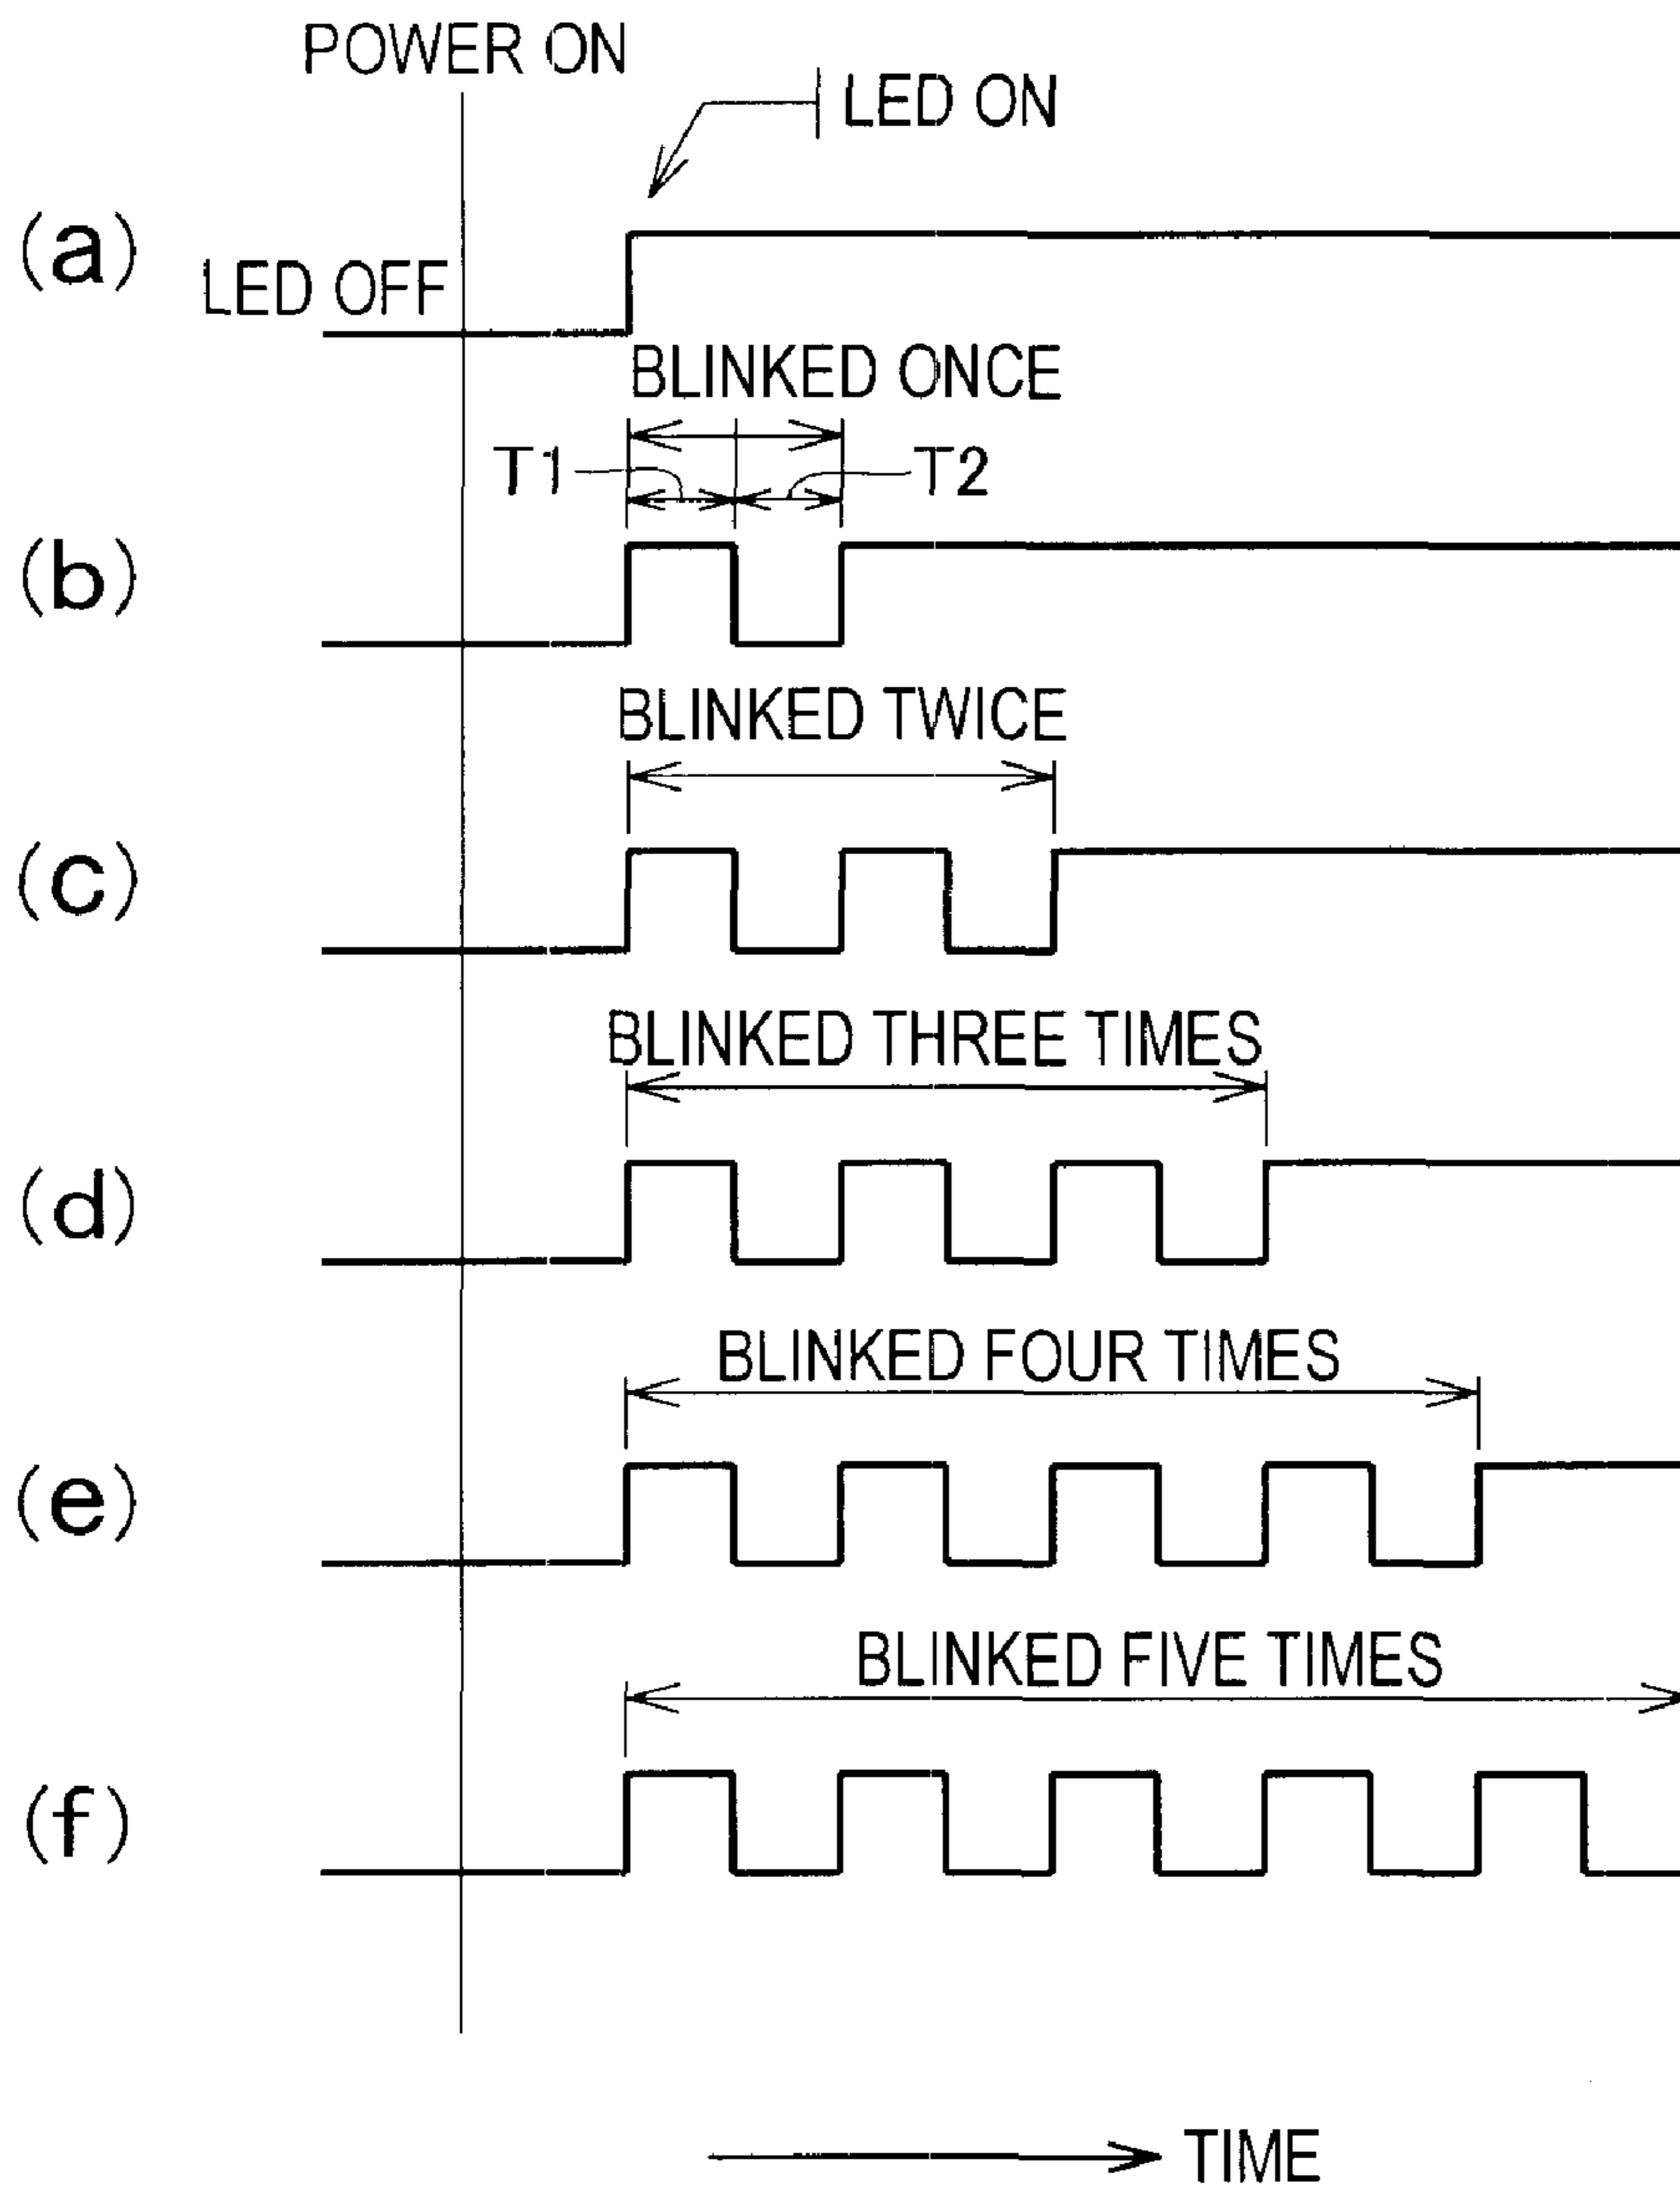 POWER ON
LED ON
(a)
LED OFF
BLINKED ONCE
T1
T2
(b)
BLINKED TWICE
(c)
BLINKED THREE TIMES
(d)
BLINKED FOUR TIMES
(e)
BLINKED FIVE TIMES
(f)
TIME